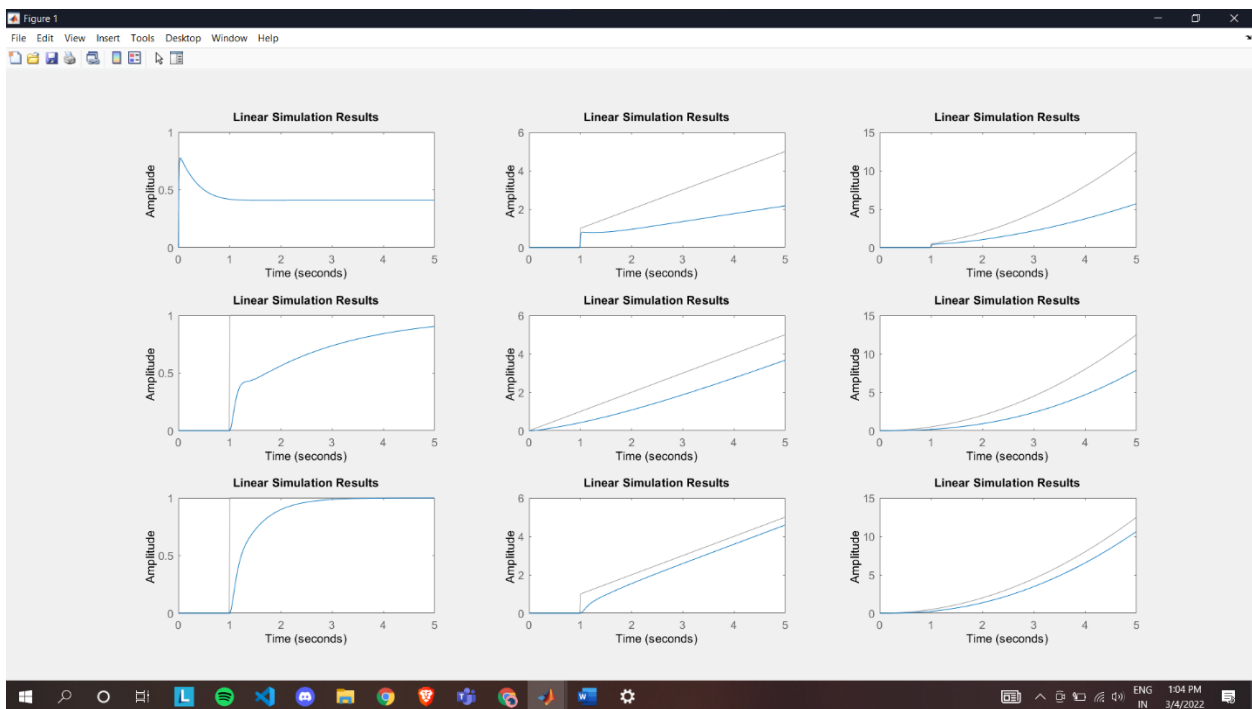 Figure 1
File Edit View Insert Tools Desktop Window Help
Linear Simulation Results
Amplitude
1
0.5
0
0 1 2 3 4 5
Time (seconds)
Linear Simulation Results
Amplitude
6
4
2
0
0 1 2 3 4 5
Time (seconds)
Linear Simulation Results
Amplitude
15
10
5
0
0 1 2 3 4 5
Time (seconds)
Linear Simulation Results
Amplitude
1
0.5
0
0 1 2 3 4 5
Time (seconds)
Linear Simulation Results
Amplitude
6
4
2
0
0 1 2 3 4 5
Time (seconds)
Linear Simulation Results
Amplitude
15
10
5
0
0 1 2 3 4 5
Time (seconds)
Linear Simulation Results
Amplitude
1
0.5
0
0 1 2 3 4 5
Time (seconds)
Linear Simulation Results
Amplitude
6
4
2
0
0 1 2 3 4 5
Time (seconds)
Linear Simulation Results
Amplitude
15
10
5
0
0 1 2 3 4 5
Time (seconds)
L
ENG
IN
1:04 PM
3/4/2022